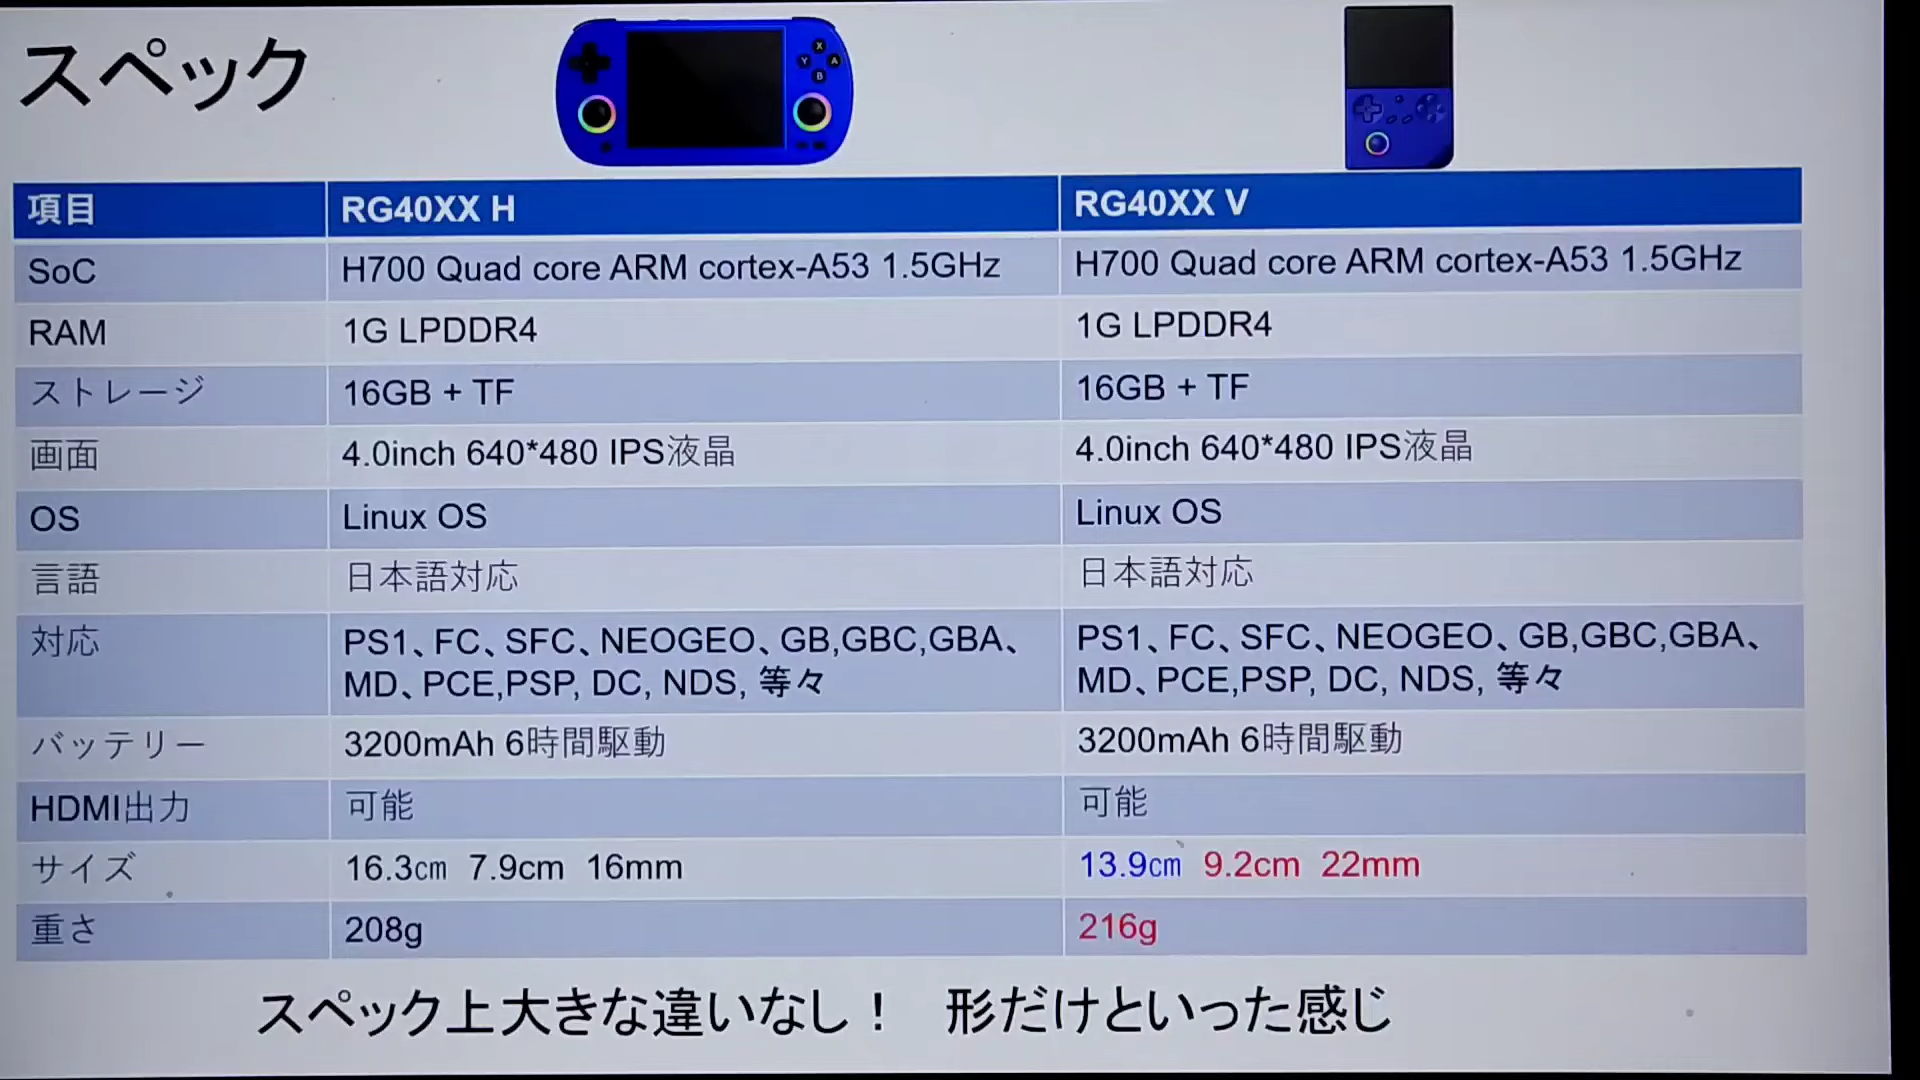 スペック
X
Y A
B
項目 RG40XX H RG40XX V
SoC H700 Quad core ARM cortex-A53 1.5GHz H700 Quad core ARM cortex-A53 1.5GHz
RAM 1G LPDDR4 1G LPDDR4
ストレージ 16GB + TF 16GB + TF
画面 4.0inch 640*480 IPS液晶 4.0inch 640*480 IPS液晶
OS Linux OS Linux OS
言語 日本語対応 日本語対応
対応 PS1、FC、SFC、NEOGEO、GB,GBC,GBA、 PS1、FC、SFC、NEOGEO、GB,GBC,GBA、
MD、PCE,PSP, DC, NDS, 等々 MD、PCE,PSP, DC, NDS, 等々
バッテリー 3200mAh 6時間駆動 3200mAh 6時間駆動
HDMI出力 可能 可能
サイズ 16.3㎝ 7.9cm 16mm 13.9㎝ 9.2cm 22mm
重さ 208g 216g
スペック上大きな違いなし！ 形だけといった感じ